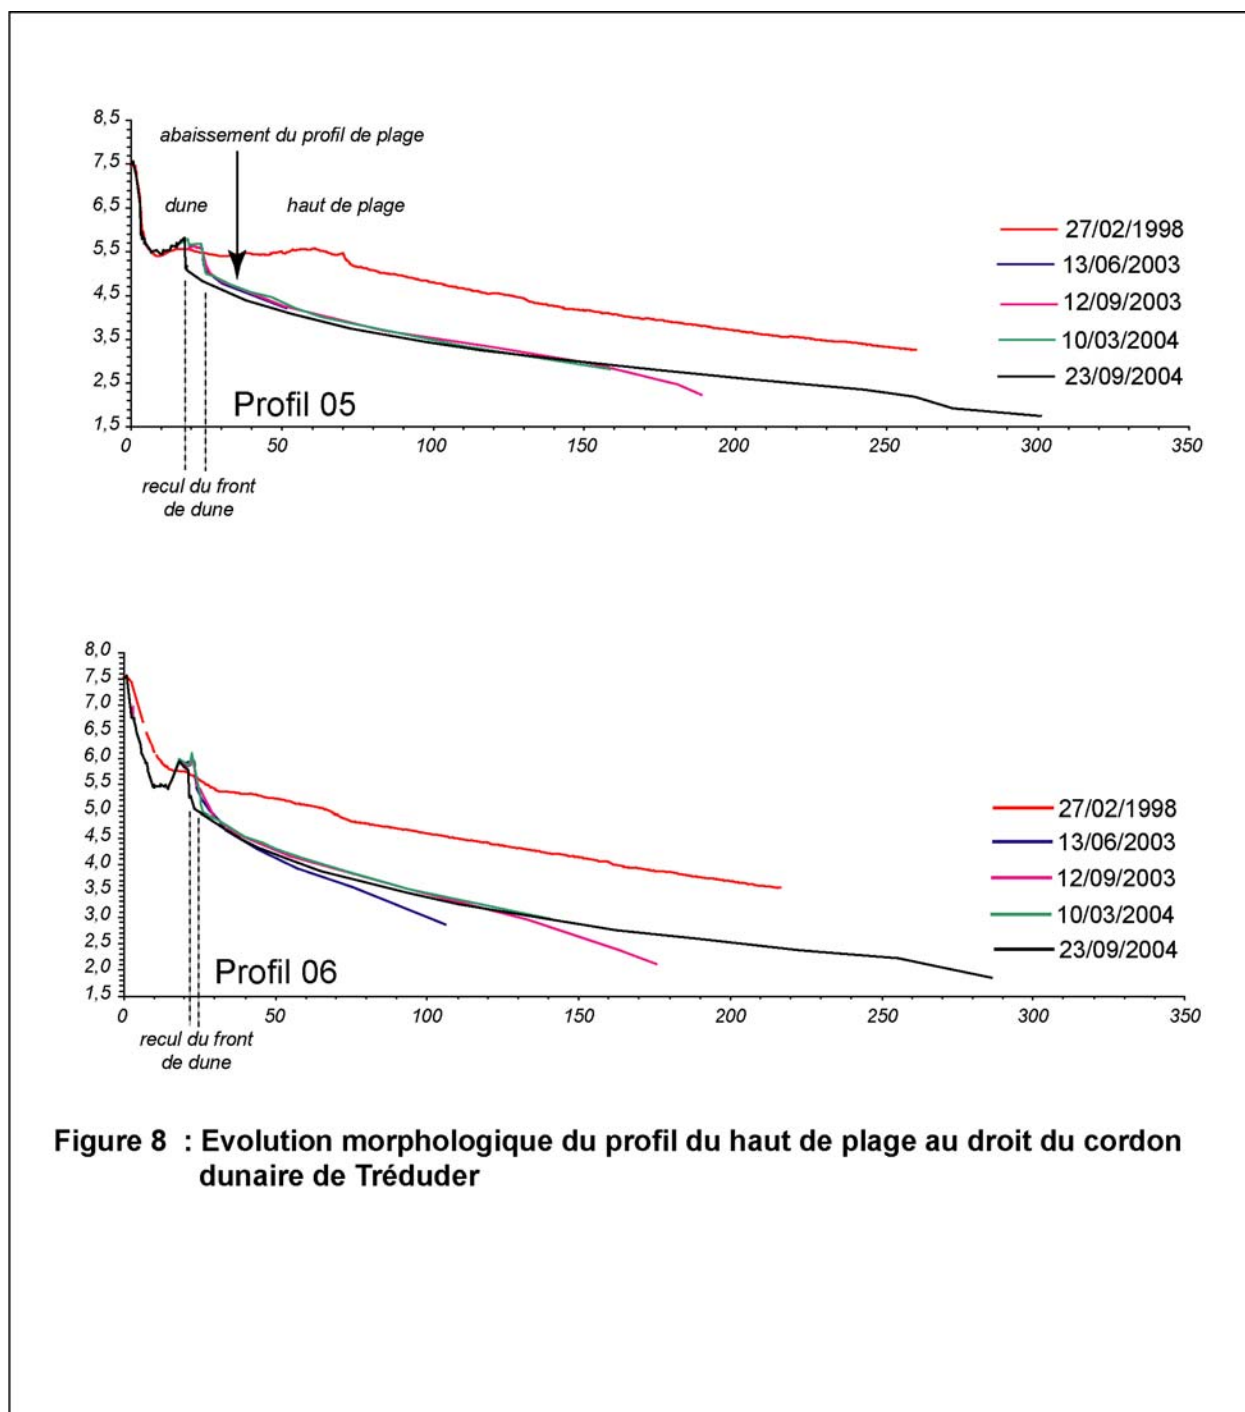 8,5
7,5
6,5
5,5
4,5
3,5
2,5
1,5
abaissement du profil de plage
dune
haut de plage
27/02/1998
13/06/2003
12/09/2003
10/03/2004
23/09/2004
Profil 05
0 50 100 150 200 250 300 350
recul du front
de dune
8,0
7,5
7,0
6,5
6,0
5,5
5,0
4,5
4,0
3,5
3,0
2,5
2,0
1,5
27/02/1998
13/06/2003
12/09/2003
10/03/2004
23/09/2004
Profil 06
0 50 100 150 200 250 300 350
recul du front
de dune
Figure 8 : Evolution morphologique du profil du haut de plage au droit du cordon
dunaire de Tréduder